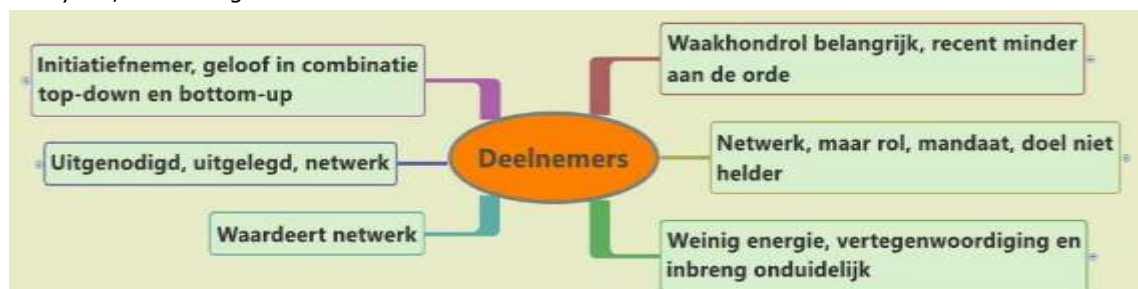 Initiatiefnemer, geloof in combinatie
top-down en bottom-up
Uitgenodigd, uitgelegd, netwerk
Waardeert netwerk
Deelnemers
Waakhondrol belangrijk, recent minder
aan de orde
Netwerk, maar rol, mandaat, doel niet
helder
Weinig energie, vertegenwoordiging en
inbreng onduidelijk